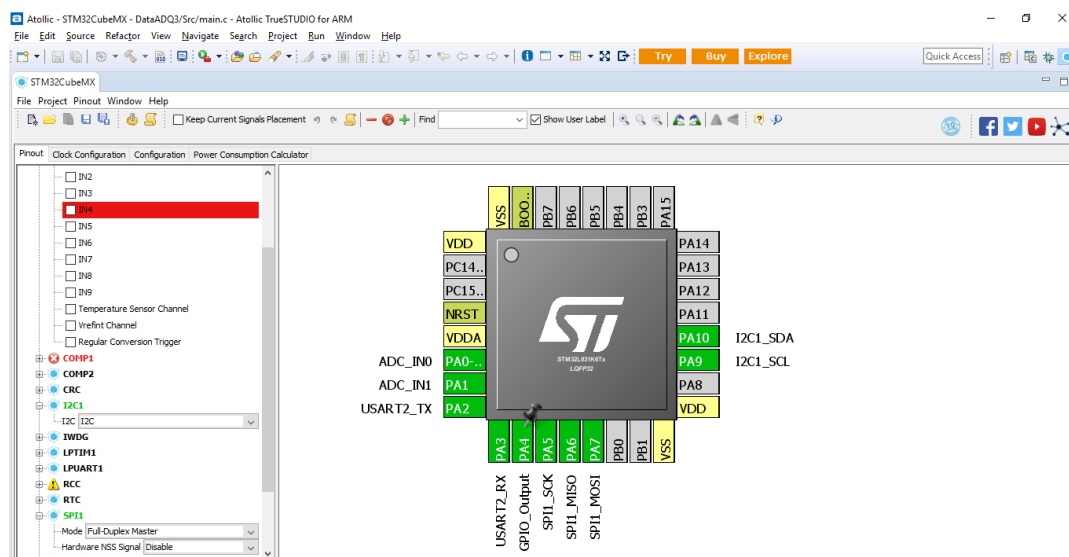 Atollic - STM32CubeMX - DataADQ3/Src/main.c - Atollic TrueSTUDIO for ARM
File Edit Source Refactor View Navigate Search Project Run Window Help
Try Buy Explore Quick Access
STM32CubeMX
File Project Pinout Window Help
Keep Current Signals Placement Find Show User Label
Pinout Clock Configuration Configuration Power Consumption Calculator
IN2
IN3
IN4
IN5
IN6
IN7
IN8
IN9
Temperature Sensor Channel
Vrefint Channel
Regular Conversion Trigger
COMP1
COMP2
CRC
I2C1
I2C I2C
IWDG
LPTIM1
LPUART1
RCC
RTC
SPI1
Mode Full-Duplex Master
Hardware NSS Signal Disable
VSS
BOO..
PB7
PB6
PB5
PB4
PB3
PA15
VDD
PC14..
PC15..
NRST
VDDA
ADC_IN0 PA0-..
ADC_IN1 PA1
USART2_TX PA2
ST
STM32L031K6Tx
LQFP32
PA14
PA13
PA12
PA11
PA10 I2C1_SDA
PA9 I2C1_SCL
PA8
VDD
PA3
PA4
PA5
PA6
PA7
PB0
PB1
VSS
USART2_RX
GPIO_Output
SPI1_SCK
SPI1_MISO
SPI1_MOSI